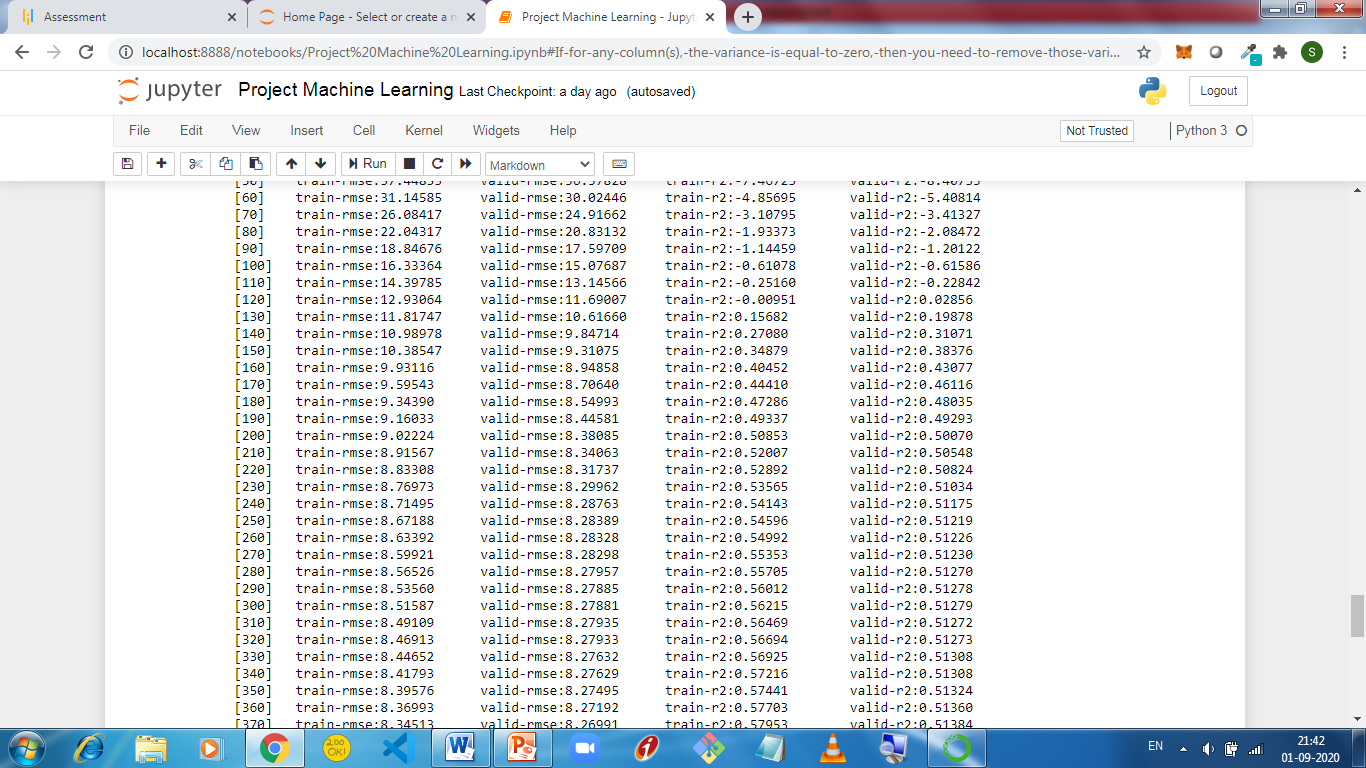 Assessment
Home Page - Select or create a n
Project Machine Learning - Jupyt
localhost:8888/notebooks/Project%20Machine%20Learning.ipynb#If-for-any-column(s),-the-variance-is-equal-to-zero,-then-you-need-to-remove-those-vari...
S
jupyter Project Machine Learning Last Checkpoint: a day ago (autosaved)
Logout
File Edit View Insert Cell Kernel Widgets Help
Not Trusted Python 3
Run Markdown
[60] train-rmse:31.14585 valid-rmse:30.02446 train-r2:-4.85695 valid-r2:-5.40814
[70] train-rmse:26.08417 valid-rmse:24.91662 train-r2:-3.10795 valid-r2:-3.41327
[80] train-rmse:22.04317 valid-rmse:20.83132 train-r2:-1.93373 valid-r2:-2.08472
[90] train-rmse:18.84676 valid-rmse:17.59709 train-r2:-1.14459 valid-r2:-1.20122
[100] train-rmse:16.33364 valid-rmse:15.07687 train-r2:-0.61078 valid-r2:-0.61586
[110] train-rmse:14.39785 valid-rmse:13.14566 train-r2:-0.25160 valid-r2:-0.22842
[120] train-rmse:12.93064 valid-rmse:11.69007 train-r2:-0.00951 valid-r2:0.02856
[130] train-rmse:11.81747 valid-rmse:10.61660 train-r2:0.15682 valid-r2:0.19878
[140] train-rmse:10.98978 valid-rmse:9.84714 train-r2:0.27080 valid-r2:0.31071
[150] train-rmse:10.38547 valid-rmse:9.31075 train-r2:0.34879 valid-r2:0.38376
[160] train-rmse:9.93116 valid-rmse:8.94858 train-r2:0.40452 valid-r2:0.43077
[170] train-rmse:9.59543 valid-rmse:8.70640 train-r2:0.44410 valid-r2:0.46116
[180] train-rmse:9.34390 valid-rmse:8.54993 train-r2:0.47286 valid-r2:0.48035
[190] train-rmse:9.16033 valid-rmse:8.44581 train-r2:0.49337 valid-r2:0.49293
[200] train-rmse:9.02224 valid-rmse:8.38085 train-r2:0.50853 valid-r2:0.50070
[210] train-rmse:8.91567 valid-rmse:8.34063 train-r2:0.52007 valid-r2:0.50548
[220] train-rmse:8.83308 valid-rmse:8.31737 train-r2:0.52892 valid-r2:0.50824
[230] train-rmse:8.76973 valid-rmse:8.29962 train-r2:0.53565 valid-r2:0.51034
[240] train-rmse:8.71495 valid-rmse:8.28763 train-r2:0.54143 valid-r2:0.51175
[250] train-rmse:8.67188 valid-rmse:8.28389 train-r2:0.54596 valid-r2:0.51219
[260] train-rmse:8.63392 valid-rmse:8.28328 train-r2:0.54992 valid-r2:0.51226
[270] train-rmse:8.59921 valid-rmse:8.28298 train-r2:0.55353 valid-r2:0.51230
[280] train-rmse:8.56526 valid-rmse:8.27957 train-r2:0.55705 valid-r2:0.51270
[290] train-rmse:8.53560 valid-rmse:8.27885 train-r2:0.56012 valid-r2:0.51278
[300] train-rmse:8.51587 valid-rmse:8.27881 train-r2:0.56215 valid-r2:0.51279
[310] train-rmse:8.49109 valid-rmse:8.27935 train-r2:0.56469 valid-r2:0.51272
[320] train-rmse:8.46913 valid-rmse:8.27933 train-r2:0.56694 valid-r2:0.51273
[330] train-rmse:8.44652 valid-rmse:8.27632 train-r2:0.56925 valid-r2:0.51308
[340] train-rmse:8.41793 valid-rmse:8.27629 train-r2:0.57216 valid-r2:0.51308
[350] train-rmse:8.39576 valid-rmse:8.27495 train-r2:0.57441 valid-r2:0.51324
[360] train-rmse:8.36993 valid-rmse:8.27192 train-r2:0.57703 valid-r2:0.51360
[370] train-rmse:8.34513 valid-rmse:8.26991 train-r2:0.57953 valid-r2:0.51384
200 OK!
EN
21:42
01-09-2020